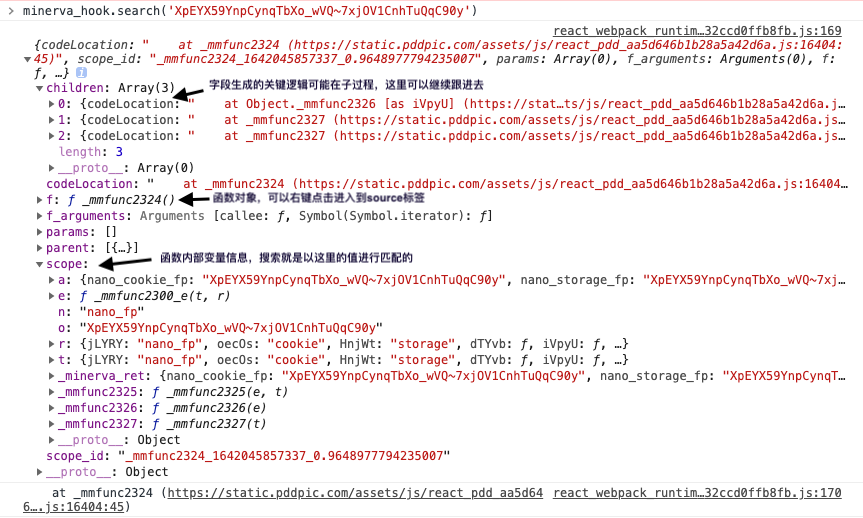 minerva_hook.search('XpEYX59YnpCynqTbXo_wVQ~7xjOV1CnhTuQqC90y')
react_webpack_runtim…32ccd0ffb8fb.js:169
{codeLocation: "    at _mmfunc2324 (https://static.pddpic.com/assets/js/react_pdd_aa5d646b1b28a5a42d6a.js:16404:
45)", scope_id: "_mmfunc2324_1642045857337_0.9648977794235007", params: Array(0), f_arguments: Arguments(0), f:
ƒ, …} i
children: Array(3)
字段生成的关键逻辑可能在子过程，这里可以继续跟进去
0: {codeLocation: "    at Object._mmfunc2326 [as iVpyU] (https://stat…ts/js/react_pdd_aa5d646b1b28a5a42d6a.j…
1: {codeLocation: "    at _mmfunc2327 (https://static.pddpic.com/assets/js/react_pdd_aa5d646b1b28a5a42d6a.js…
2: {codeLocation: "    at _mmfunc2327 (https://static.pddpic.com/assets/js/react_pdd_aa5d646b1b28a5a42d6a.js…
length: 3
__proto__: Array(0)
codeLocation: "    at _mmfunc2324 (https://static.pddpic.com/assets/js/react_pdd_aa5d646b1b28a5a42d6a.js:16404…
f: ƒ _mmfunc2324()
函数对象，可以右键点击进入到source标签
f_arguments: Arguments [callee: ƒ, Symbol(Symbol.iterator): ƒ]
params: []
parent: [{…}]
scope:
函数内部变量信息，搜索就是以这里的值进行匹配的
a: {nano_cookie_fp: "XpEYX59YnpCynqTbXo_wVQ~7xjOV1CnhTuQqC90y", nano_storage_fp: "XpEYX59YnpCynqTbXo_wVQ~7xj…
e: ƒ _mmfunc2300_e(t, r)
n: "nano_fp"
o: "XpEYX59YnpCynqTbXo_wVQ~7xjOV1CnhTuQqC90y"
r: {jLYRY: "nano_fp", oecOs: "cookie", HnjWt: "storage", dTYvb: ƒ, iVpyU: ƒ, …}
t: {jLYRY: "nano_fp", oecOs: "cookie", HnjWt: "storage", dTYvb: ƒ, iVpyU: ƒ, …}
_minerva_ret: {nano_cookie_fp: "XpEYX59YnpCynqTbXo_wVQ~7xjOV1CnhTuQqC90y", nano_storage_fp: "XpEYX59YnpCynqT…
_mmfunc2325: ƒ _mmfunc2325(e, t)
_mmfunc2326: ƒ _mmfunc2326(e)
_mmfunc2327: ƒ _mmfunc2327(t)
__proto__: Object
scope_id: "_mmfunc2324_1642045857337_0.9648977794235007"
__proto__: Object
at _mmfunc2324 (https://static.pddpic.com/assets/js/react_pdd_aa5d64
react_webpack_runtim…32ccd0ffb8fb.js:170
6….js:16404:45)